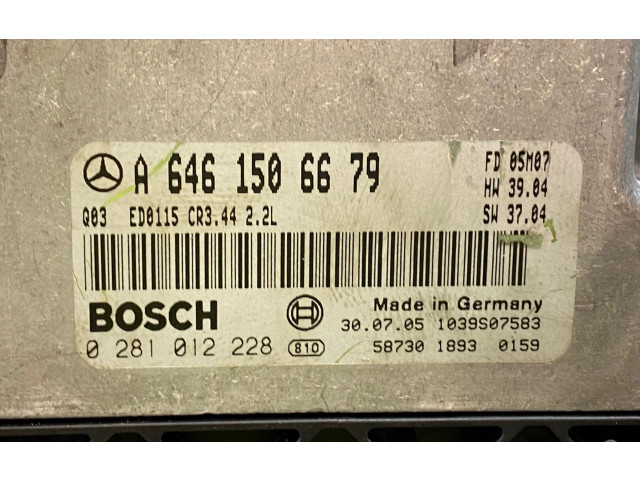 A 646 150 66 79
FD 05M07
HW 39.04
Q03 ED0115 CR3.44 2.2L
SW 37.04
BOSCH
Made in Germany
30.07.05 1039S07583
0 281 012 228 810
58730 1893 0159